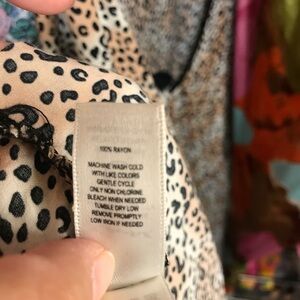 100% RAYON
MACHINE WASH COLD
WITH LIKE COLORS
GENTLE CYCLE
ONLY NON CHLORINE
BLEACH WHEN NEEDED
TUMBLE DRY LOW
REMOVE PROMPTLY
LOW IRON IF NEEDED